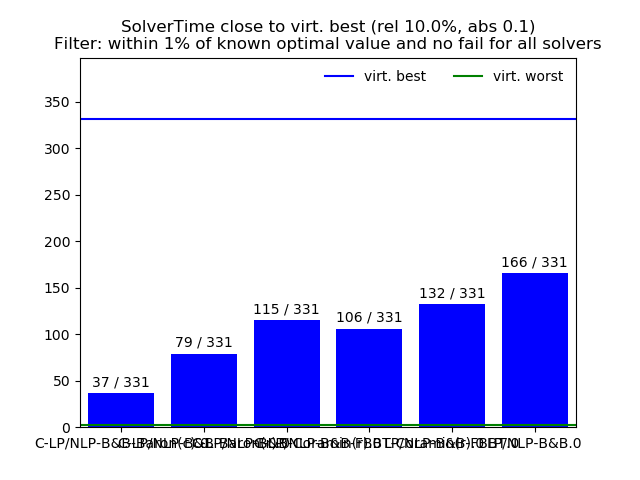 SolverTime close to virt. best (rel 10.0%, abs 0.1)
Filter: within 1% of known optimal value and no fail for all solvers
virt. best virt. worst
350
300
250
200
150
100
50
0
37 / 331
79 / 331
115 / 331
106 / 331
132 / 331
166 / 331
C-LP/NLP-B&B